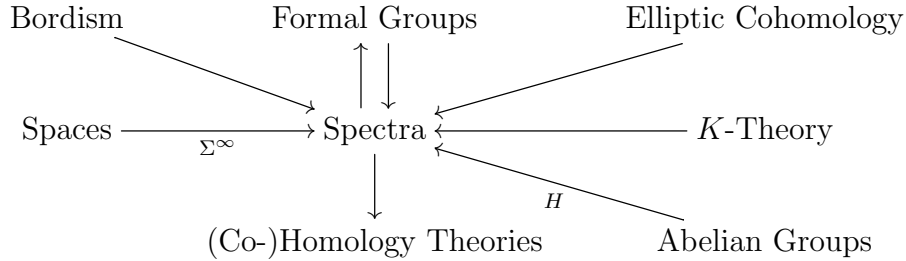 Bordism Formal Groups Elliptic Cohomology
Spaces Σ∞ Spectra K-Theory
H
(Co-)Homology Theories Abelian Groups